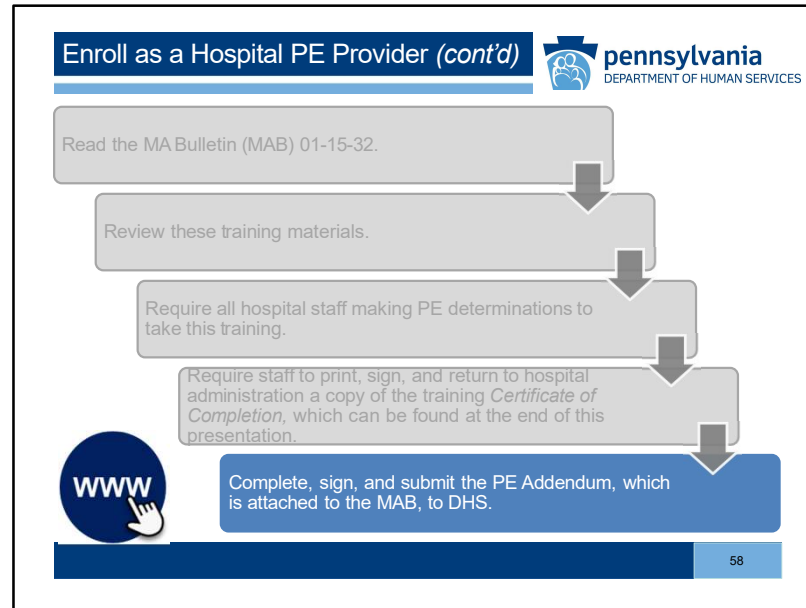 Enroll as a Hospital PE Provider (cont'd)
pennsylvania
DEPARTMENT OF HUMAN SERVICES
Read the MA Bulletin (MAB) 01-15-32.
Review these training materials.
Require all hospital staff making PE determinations to
take this training.
Require staff to print, sign, and return to hospital
administration a copy of the training Certificate of
Completion, which can be found at the end of this
presentation.
www
Complete, sign, and submit the PE Addendum, which
is attached to the MAB, to DHS.
58